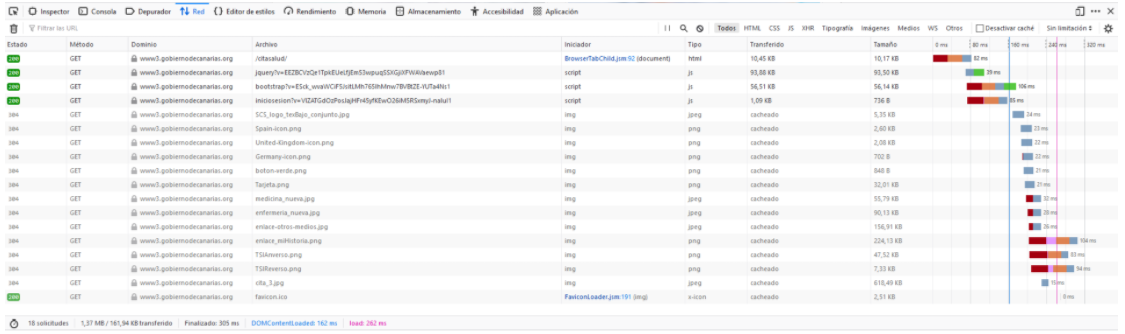 Inspector Consola Depurador Red Editor de estilos Rendimiento Memoria Almacenamiento Accesibilidad Aplicación
Filtrar las URL Todos HTML CSS JS XHR Tipografía Imágenes Medios WS Otros Desactivar caché Sin limitación
Estado Método Dominio Archivo Iniciador Tipo Transferido Tamaño 0 ms 80 ms 160 ms 240 ms 320 ms
200 GET www3.gobiernodecanarias.org /citasalud/ BrowserTabChild.jsm:92 (document) html 10,45 KB 10,17 KB 82 ms
200 GET www3.gobiernodecanarias.org script js 93,88 KB 93,50 KB 39 ms
200 GET www3.gobiernodecanarias.org script js 56,51 KB 56,14 KB 106 ms
200 GET www3.gobiernodecanarias.org script js 1,09 KB 736 B 85 ms
304 GET www3.gobiernodecanarias.org SCS_logo_texBajo_conjunto.jpg img jpeg cacheado 5,35 KB 24 ms
304 GET www3.gobiernodecanarias.org Spain-icon.png img png cacheado 2,60 KB 23 ms
304 GET www3.gobiernodecanarias.org United-Kingdom-icon.png img png cacheado 2,08 KB 22 ms
304 GET www3.gobiernodecanarias.org Germany-icon.png img png cacheado 702 B 22 ms
304 GET www3.gobiernodecanarias.org boton-verde.png img png cacheado 848 B 21 ms
304 GET www3.gobiernodecanarias.org Tarjeta.png img png cacheado 32,01 KB 21 ms
304 GET www3.gobiernodecanarias.org medicina_nueva.jpg img jpeg cacheado 55,79 KB 32 ms
304 GET www3.gobiernodecanarias.org enfermeria_nueva.jpg img jpeg cacheado 90,13 KB 28 ms
304 GET www3.gobiernodecanarias.org enlace-otros-medios.jpg img jpeg cacheado 156,91 KB 28 ms
304 GET www3.gobiernodecanarias.org enlace_miHistoria.png img png cacheado 224,13 KB 104 ms
304 GET www3.gobiernodecanarias.org TSIAnverso.png img png cacheado 47,52 KB 83 ms
304 GET www3.gobiernodecanarias.org TSIReverso.png img png cacheado 7,33 KB 94 ms
304 GET www3.gobiernodecanarias.org cita_3.jpg img jpeg cacheado 618,49 KB
200 GET www3.gobiernodecanarias.org favicon.ico FaviconLoader.jsm:191 (img) x-icon cacheado 2,51 KB 0 ms
18 solicitudes 1,37 MB / 161,94 KB transferido Finalizado: 305 ms DOMContentLoaded: 162 ms load: 262 ms